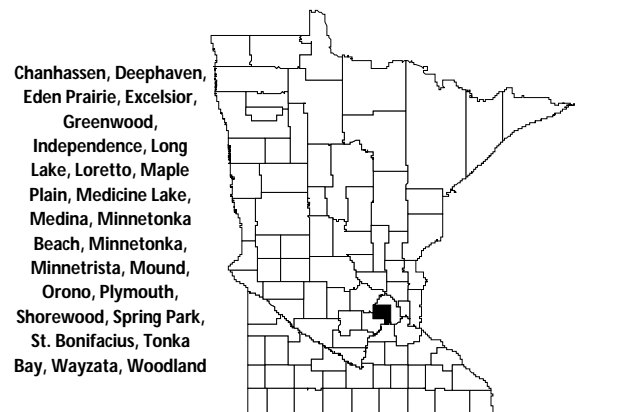 Chanhassen, Deephaven,
Eden Prairie, Excelsior,
Greenwood,
Independence, Long
Lake, Loretto, Maple
Plain, Medicine Lake,
Medina, Minnetonka
Beach, Minnetonka,
Minnetrista, Mound,
Orono, Plymouth,
Shorewood, Spring Park,
St. Bonifacius, Tonka
Bay, Wayzata, Woodland